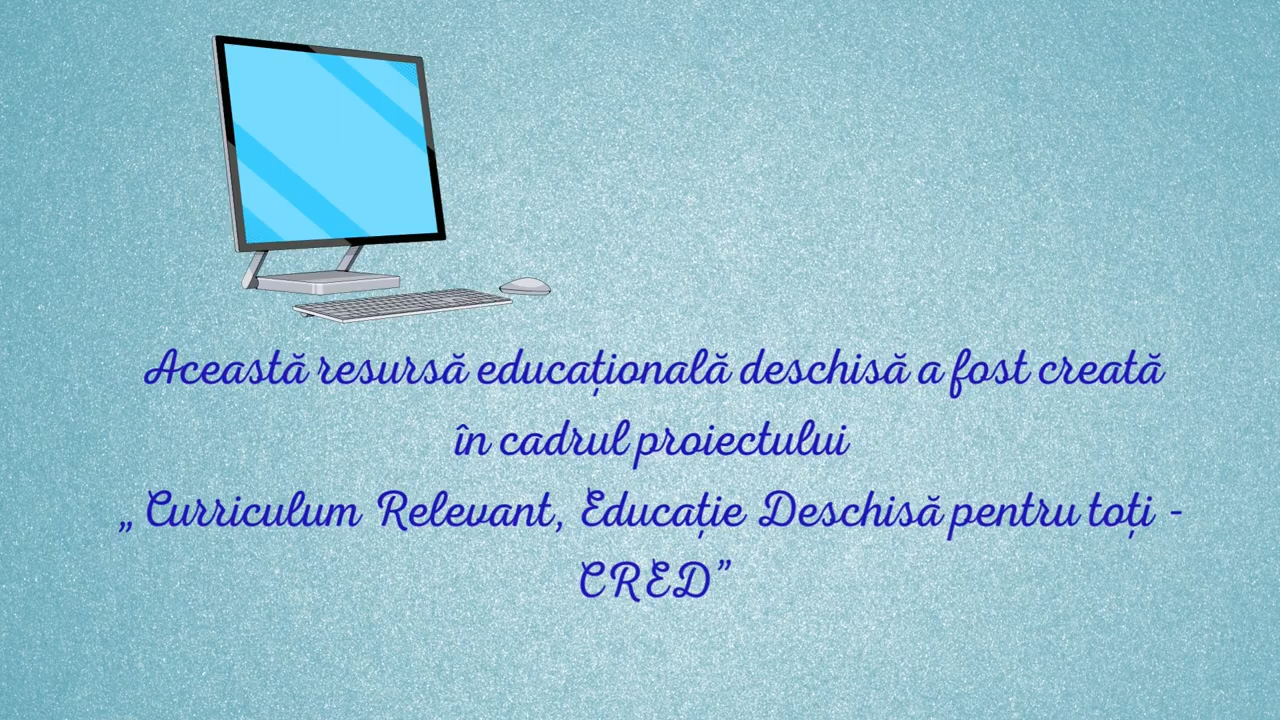 Această resursă educațională deschisă a fost creată
în cadrul proiectului
„Curriculum Relevant, Educație Deschisă pentru toți -
CRED”